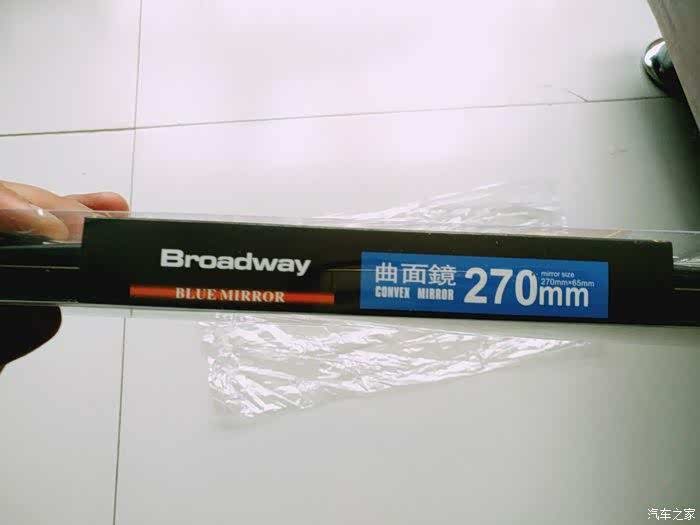 Broadway
BLUE MIRROR
曲面鏡
CONVEX MIRROR
270mm
mirror size
270mm×65mm
汽车之家